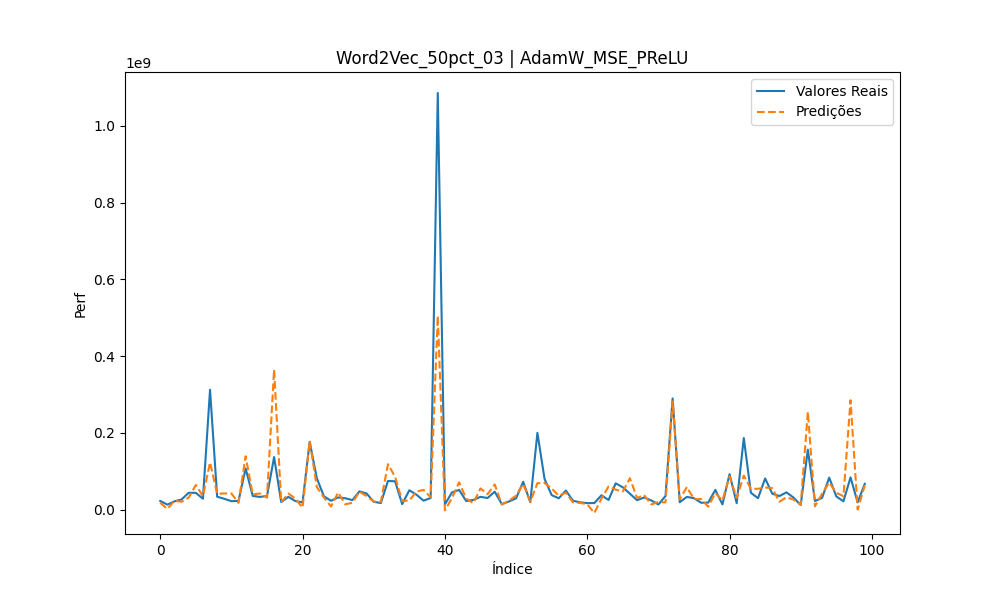 Word2Vec_50pct_03 | AdamW_MSE_PReLU
1e9
Valores Reais
Predições
1.0
0.8
0.6
0.4
0.2
0.0
Perf
0
20
40
60
80
100
Índice